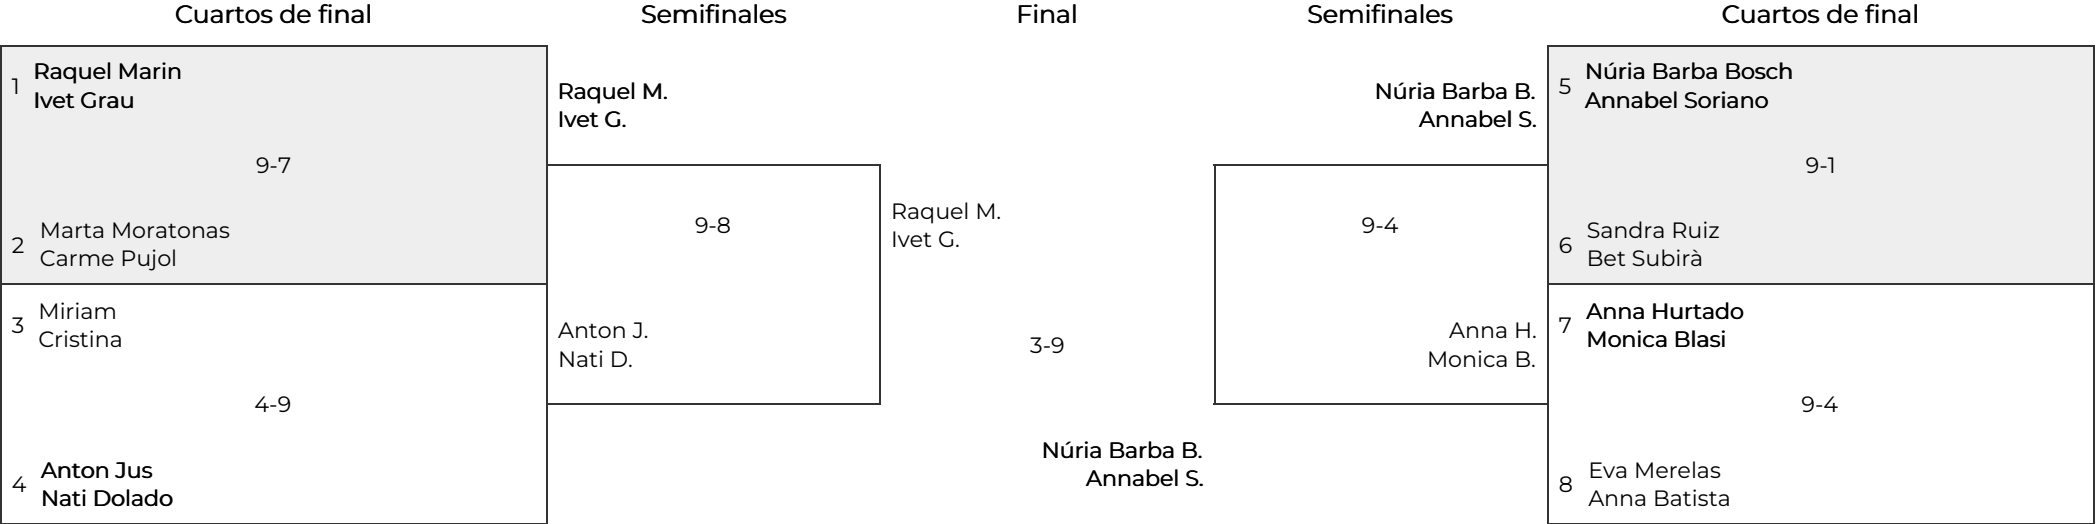 Cuartos de final
Semifinales
Final
Semifinales
Cuartos de final
1
Raquel Marin
Ivet Grau
9-7
2
Marta Moratonas
Carme Pujol
3
Miriam
Cristina
4-9
4
Anton Jus
Nati Dolado
Raquel M.
Ivet G.
9-8
Anton J.
Nati D.
Raquel M.
Ivet G.
3-9
Núria Barba B.
Annabel S.
Núria Barba B.
Annabel S.
9-4
Anna H.
Monica B.
5
Núria Barba Bosch
Annabel Soriano
9-1
6
Sandra Ruiz
Bet Subirà
7
Anna Hurtado
Monica Blasi
9-4
8
Eva Merelas
Anna Batista